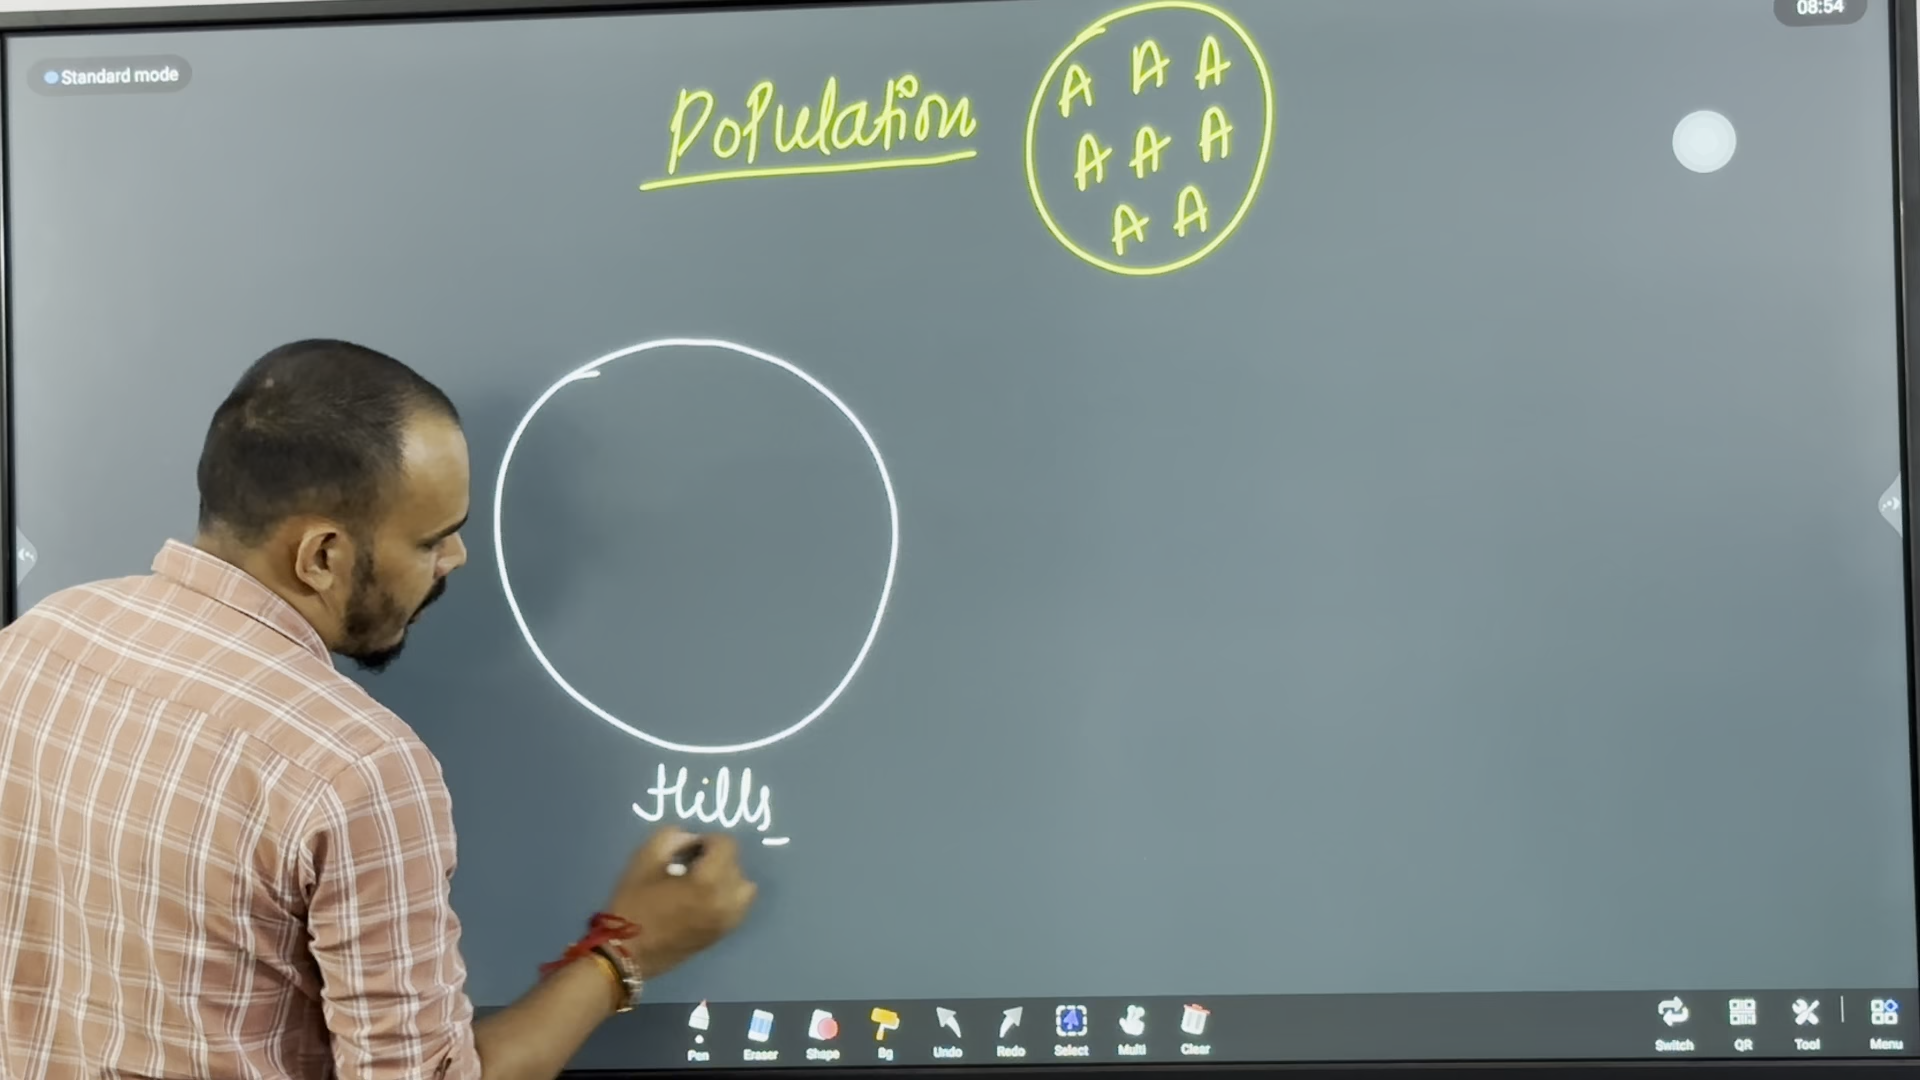 08:54
Standard mode
Population
A A A
A A A
A A
Hills
Pen Eraser Shape Bg Undo Redo Select Multi Clear
Switch QR Tool Menu